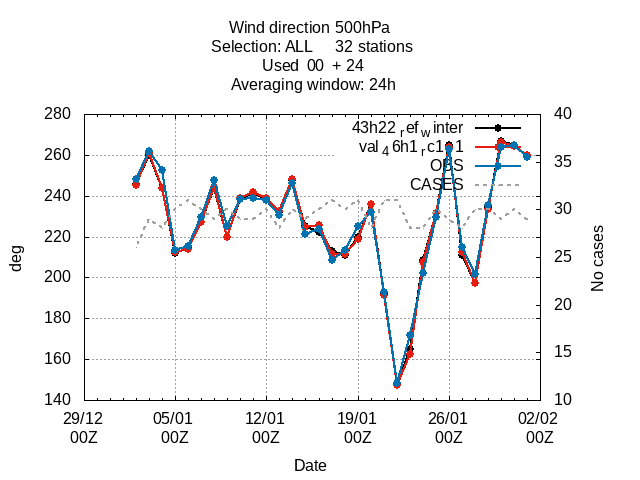 Wind direction 500hPa
Selection: ALL 32 stations
Used 00 + 24
Averaging window: 24h
280
260
240
220
200
180
160
140
deg
40
35
30
25
20
15
10
No cases
43h22_ref_winter
val_46h1_rc1.1
OBS
CASES
29/12 05/01 12/01 19/01 26/01 02/02
00Z 00Z 00Z 00Z 00Z 00Z
Date